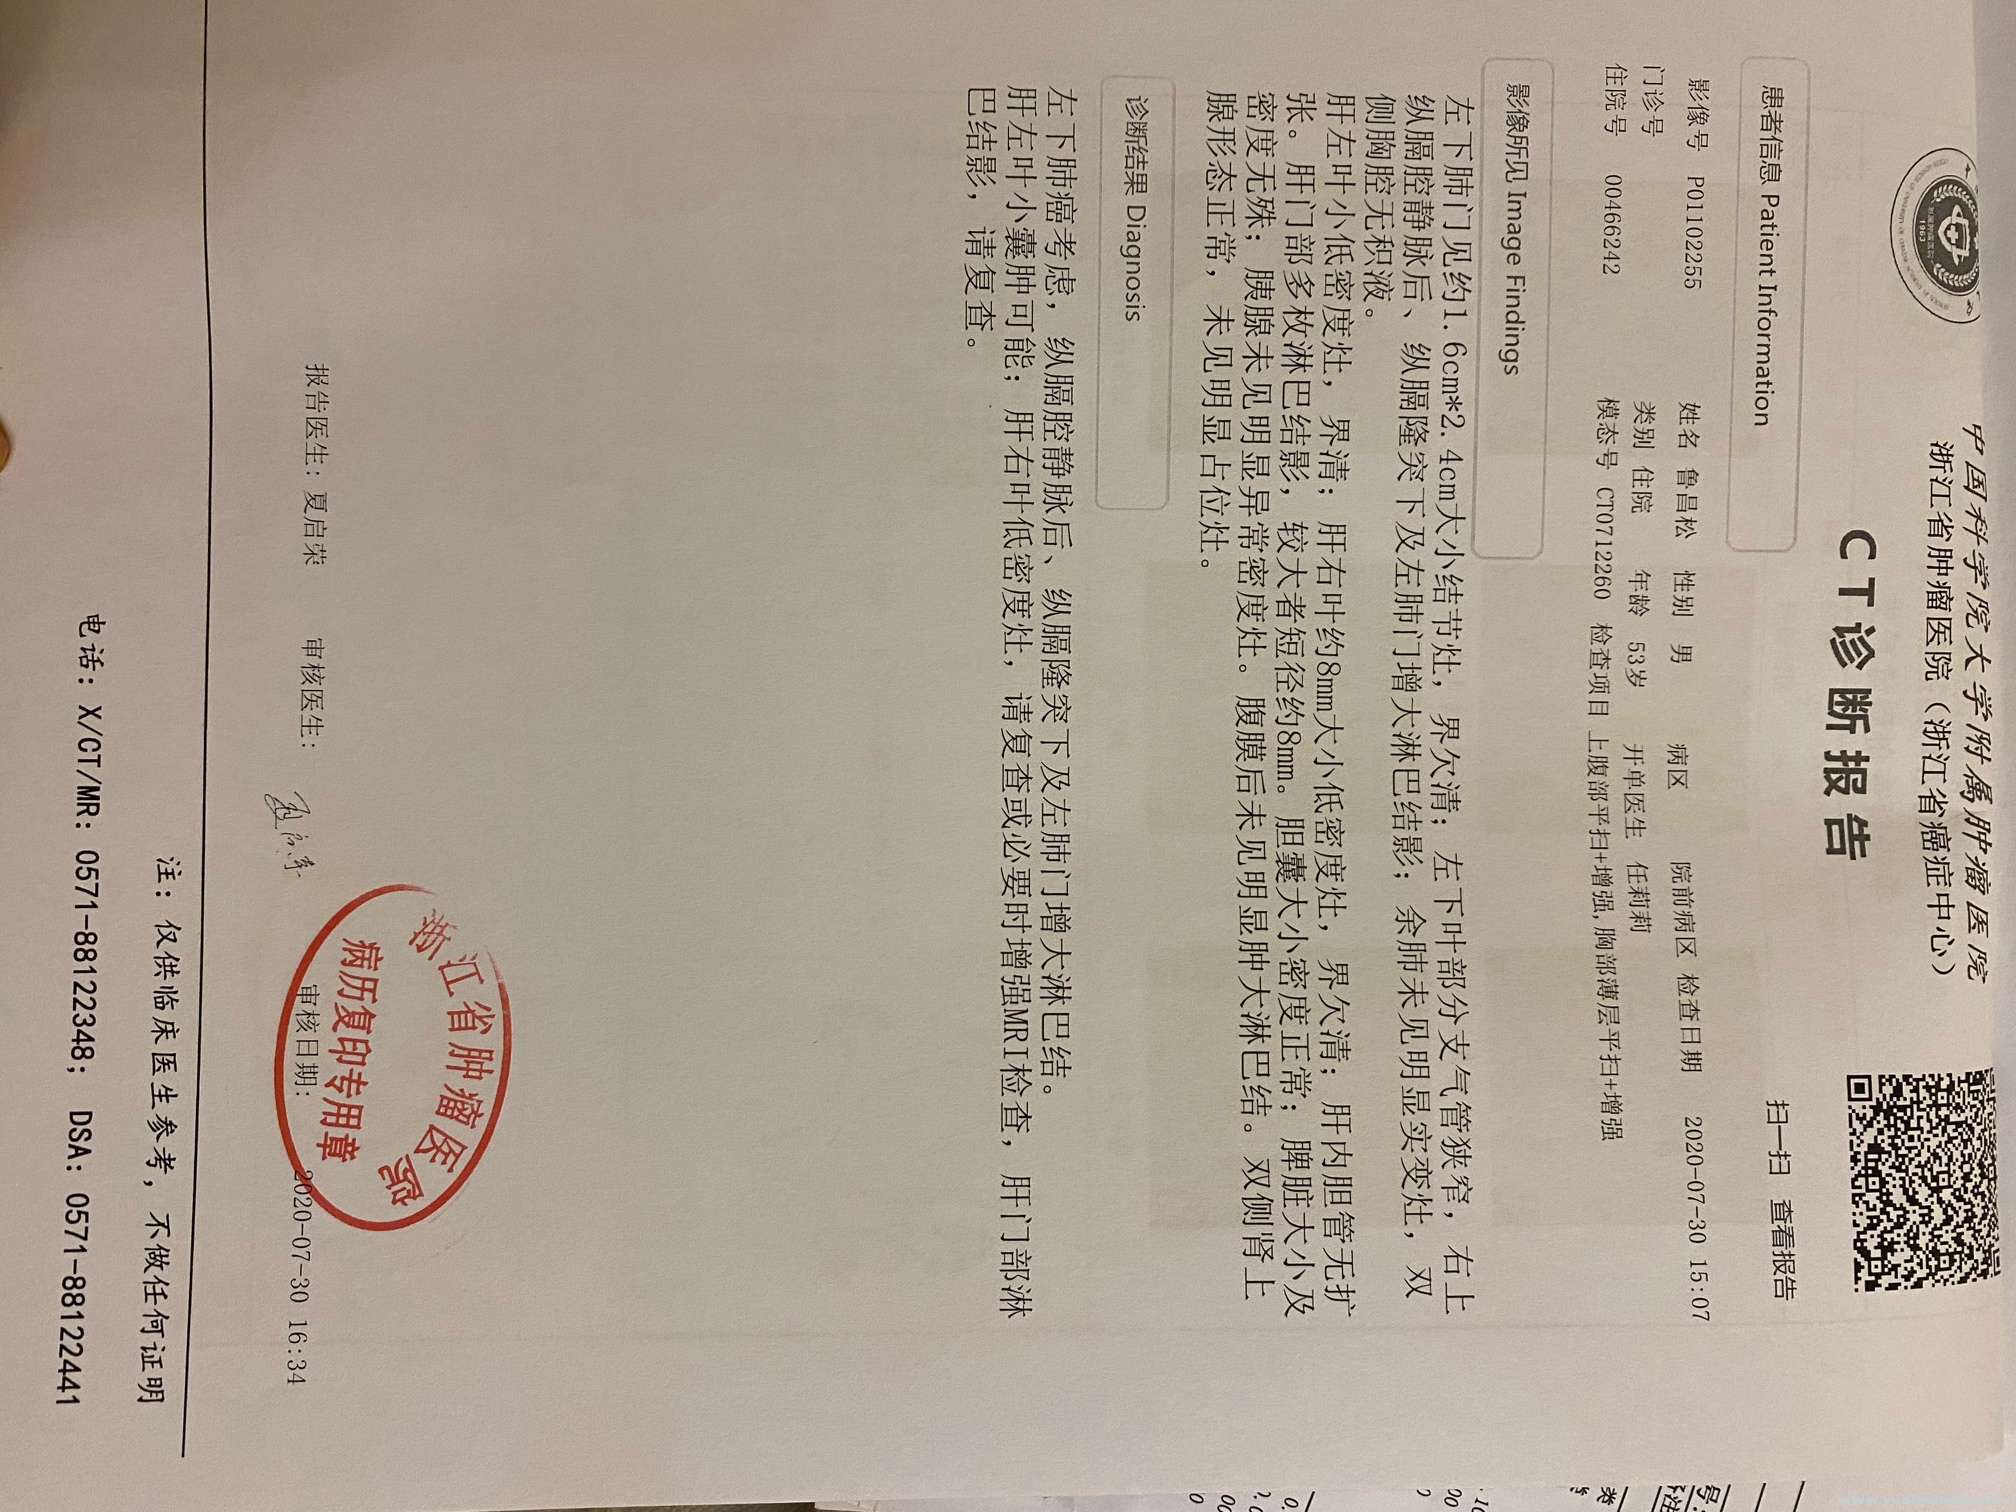 中国科学院大学附属肿瘤医院
浙江省肿瘤医院（浙江省癌症中心）
CT诊断报告
扫一扫 查看报告
1963
患者信息 Patient Information
影像号 P01102255 姓名 鲁昌松 性别 男 病区 院前病区 检查日期 2020-07-30 15:07
门诊号 类别 住院 年龄 53岁 开单医生 任莉莉
住院号 00466242 模态号 CT0712260 检查项目 上腹部平扫+增强,胸部薄层平扫+增强
影像所见 Image Findings
左下肺门见约1.6cm*2.4cm大小结节灶，界欠清；左下叶部分支气管狭窄，右上
纵膈腔静脉后、纵膈隆突下及左肺门增大淋巴结影；余肺未见明显实变灶，双
侧胸腔无积液。
肝左叶小低密度灶，界清；肝右叶约8mm大小低密度灶，界欠清；肝内胆管无扩
张。肝门部多枚淋巴结影，较大者短径约8mm。胆囊大小密度正常；脾脏大小及
密度无殊；胰腺未见明显异常密度灶。腹膜后未见明显肿大淋巴结。双侧肾上
腺形态正常，未见明显占位灶。
诊断结果 Diagnosis
左下肺癌考虑，纵膈腔静脉后、纵膈隆突下及左肺门增大淋巴结。
肝左叶小囊肿可能；肝右叶低密度灶，请复查或必要时增强MRI检查，肝门部淋
巴结影，请复查。
报告医生：夏启荣 审核医生： 审核日期： 2020-07-30 16:34
浙江省肿瘤医院
病历复印专用章
注：仅供临床医生参考，不做任何证明
电话：X/CT/MR：0571-88122348；DSA：0571-88122441